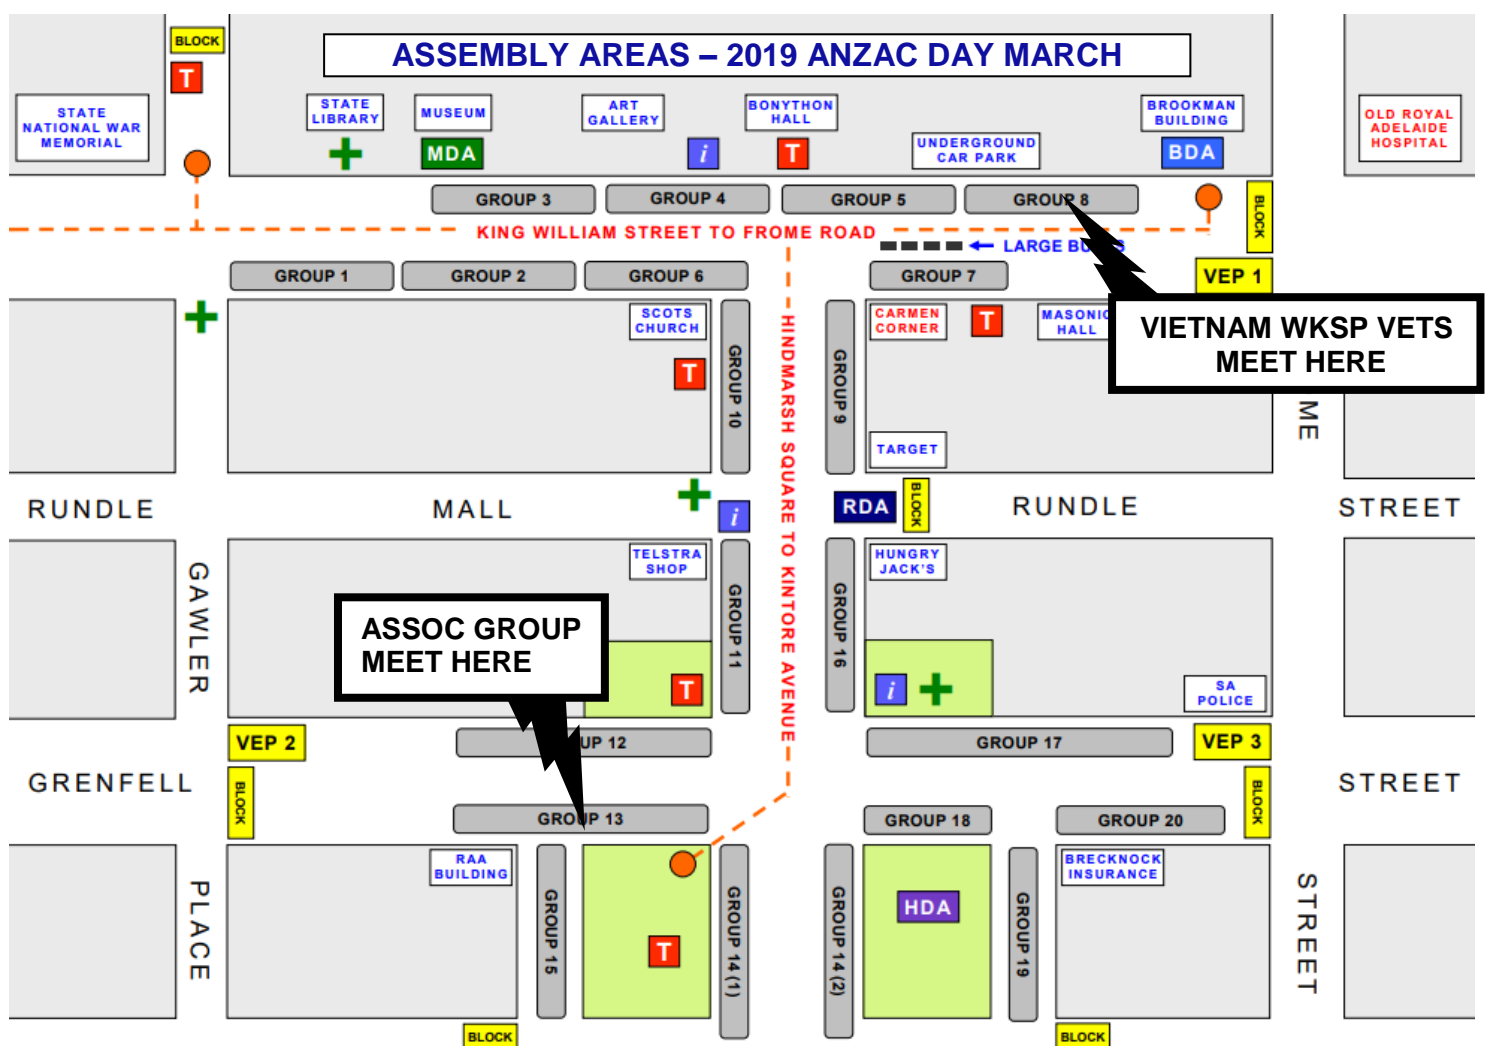 BLOCK
T
ASSEMBLY AREAS – 2019 ANZAC DAY MARCH
STATE
NATIONAL WAR
MEMORIAL
STATE
LIBRARY
MUSEUM
MDA
ART
GALLERY
i
BONYTHON
HALL
T
UNDERGROUND
CAR PARK
BROOKMAN
BUILDING
BDA
OLD ROYAL
ADELAIDE
HOSPITAL
GROUP 3
GROUP 4
GROUP 5
GROUP 8
BLOCK
KING WILLIAM STREET TO FROME ROAD
LARGE
GROUP 1
GROUP 2
GROUP 6
GROUP 7
VEP 1
SCOTS
CHURCH
T
GROUP 10
HINDMARSH SQUARE TO KINTORE AVENUE
GROUP 9
CARMEN
CORNER
T
MASONIC
HALL
VIETNAM WKSP VETS
MEET HERE
ME
TARGET
RUNDLE
MALL
i
RDA
BLOCK
RUNDLE
STREET
GAWLER
TELSTRA
SHOP
GROUP 11
GROUP 16
HUNGRY
JACK'S
ASSOC GROUP
MEET HERE
T
i
SA
POLICE
VEP 2
UP 12
GROUP 17
VEP 3
GRENFELL
BLOCK
BLOCK
STREET
GROUP 13
GROUP 18
GROUP 20
PLACE
RAA
BUILDING
GROUP 15
T
GROUP 14 (1)
GROUP 14 (2)
HDA
GROUP 19
BRECKNOCK
INSURANCE
STREET
BLOCK
BLOCK